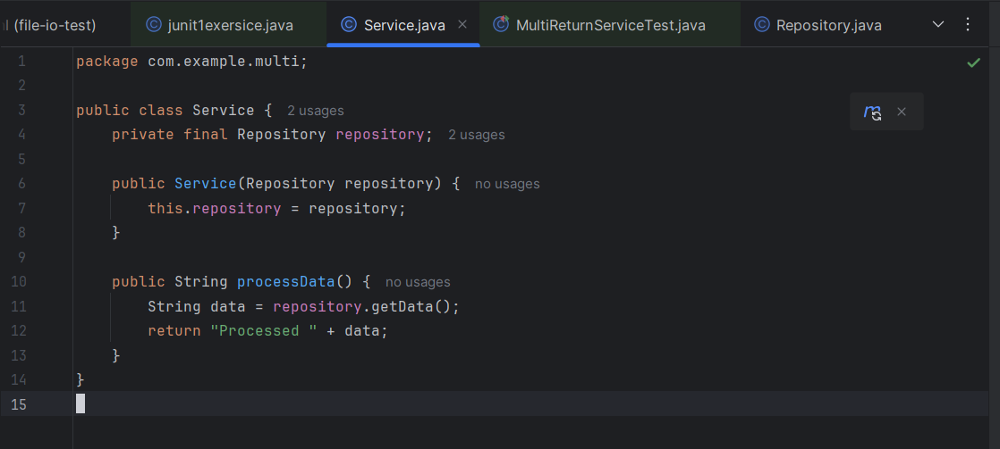 (file-io-test) junit1exersice.java Service.java MultiReturnServiceTest.java Repository.java
1 package com.example.multi;
2
3 public class Service { 2 usages
4 private final Repository repository; 2 usages
5
6 public Service(Repository repository) { no usages
7 this.repository = repository;
8 }
9
10 public String processData() { no usages
11 String data = repository.getData();
12 return "Processed " + data;
13 }
14 }
15